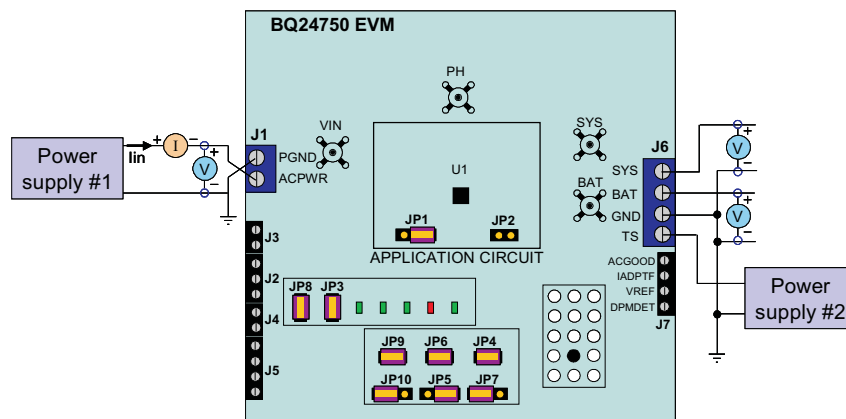 BQ24750 EVM
PH
VIN
SYS
J1
J6
+
I
−
+
Iin
V
−
Power
supply #1
PGND
ACPWR
U1
BAT
SYS
BAT
GND
TS
+
V
−
+
V
−
JP1
JP2
J3
APPLICATION CIRCUIT
ACGOOD
IADPTF
VREF
DPMDET
J7
Power
supply #2
J2
JP8
JP3
J4
JP9
JP6
JP4
J5
JP10
JP5
JP7